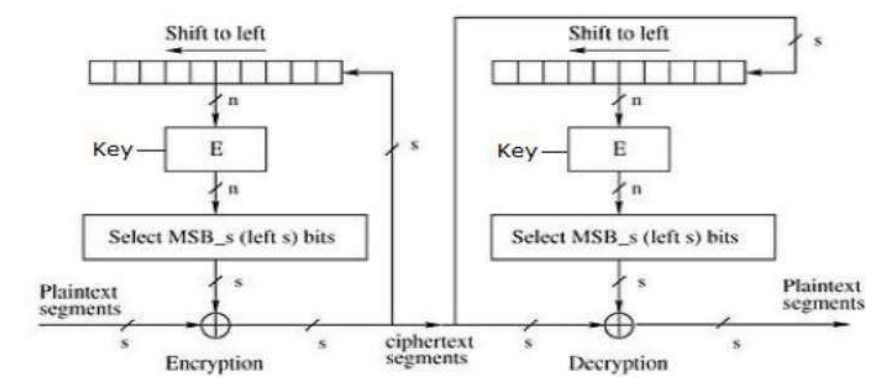 Shift to left
n
Key
E
n
Select MSB_s (left s) bits
s
Plaintext
segments
s
s
s
Encryption
ciphertext
segments
Shift to left
s
n
Key
E
n
Select MSB_s (left s) bits
s
s
s
Plaintext
segments
Decryption